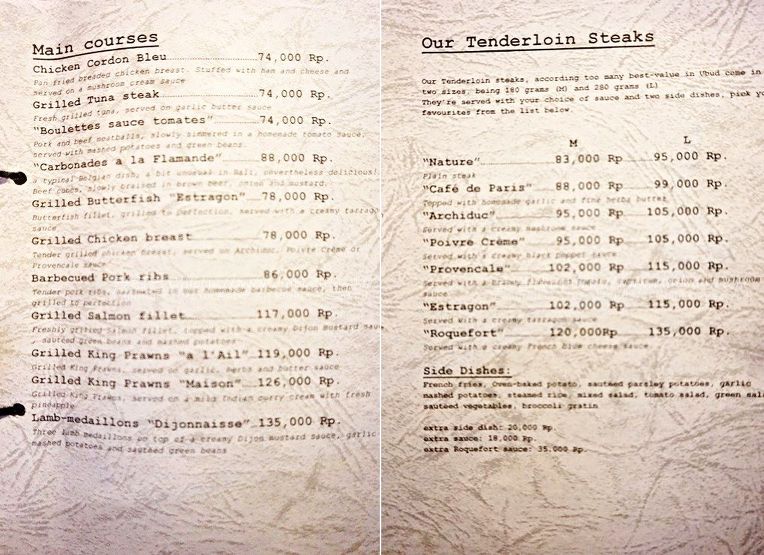 Main courses
Chicken Cordon Bleu 74,000 Rp.
Pan fried breaded chicken breast. Stuffed with ham and cheese and
served on a mushroom cream sauce
Grilled Tuna steak 74,000 Rp.
Fresh grilled tuna, served on garlic butter sauce
"Boulettes sauce tomates" 74,000 Rp.
Pork and beef meatballs, slowly simmered in a homemade tomato sauce,
served with mashed potatoes and green beans.
"Carbonades a la Flamande" 88,000 Rp.
a typical Belgian dish, a bit unusual in Bali, nevertheless delicious!
Beef cubes, slowly braised in brown beer, onion and mustard.
Grilled Butterfish "Estragon" 78,000 Rp.
Butterfish fillet, grilled to perfection, served with a creamy tarragon
sauce
Grilled Chicken breast 78,000 Rp.
Tender grilled chicken breast, served on Archiduc, Poivre Crème or
Provencale sauce
Barbecued Pork ribs 86,000 Rp.
Tender pork ribs, marinated in our homemade barbecue sauce, then
grilled to perfection
Grilled Salmon fillet 117,000 Rp.
Freshly grilled Salmon fillet, topped with a creamy Dijon Mustard sau
, sautéed green beans and mashed potatoes
Grilled King Prawns "a l'Ail" 119,000 Rp.
Grilled King Prawns, served on garlic, herbs and butter sauce
Grilled King Prawns "Maison" 126,000 Rp.
Grilled King Prawns, served on a mild Indian curry cream with fresh
pineapple
Lamb-medaillons "Dijonnaisse" 135,000 Rp.
Three lamb medaillons on top of a creamy Dijon Mustard sauce, garlic
mashed potatoes and sautéed green beans
Our Tenderloin Steaks
Our Tenderloin steaks, according too many best-value in Ubud come in
two sizes, being 180 grams (M) and 280 grams (L)
They're served with your choice of sauce and two side dishes, pick yo
favourites from the list below.
M L
"Nature" 83,000 Rp 95,000 Rp.
Plain steak
"Café de Paris" 88,000 Rp 99,000 Rp.
Topped with homemade garlic and fine herbs butter
"Archiduc" 95,000 Rp 105,000 Rp.
Served with a creamy mushroom sauce
"Poivre Crème" 95,000 Rp 105,000 Rp.
Served with a creamy black pepper sauce
"Provencale" 102,000 Rp 115,000 Rp.
Served with a tomato, onion and mushroom
sauce
"Estragon" 102,000 Rp 115,000 Rp.
Served with a creamy tarragon sauce
"Roquefort" 120,000Rp 135,000 Rp.
Served with a creamy French blue cheese sauce
Side Dishes:
French fries, Oven-baked potato, sautéed parsley potatoes, garlic
mashed potatoes, steamed rice, mixed salad, tomato salad, green sal
sautéed vegetables, broccoli gratin
extra side dish: 20,000 Rp.
extra sauce: 18,000 Rp.
extra Roquefort sauce: 35,000 Rp.